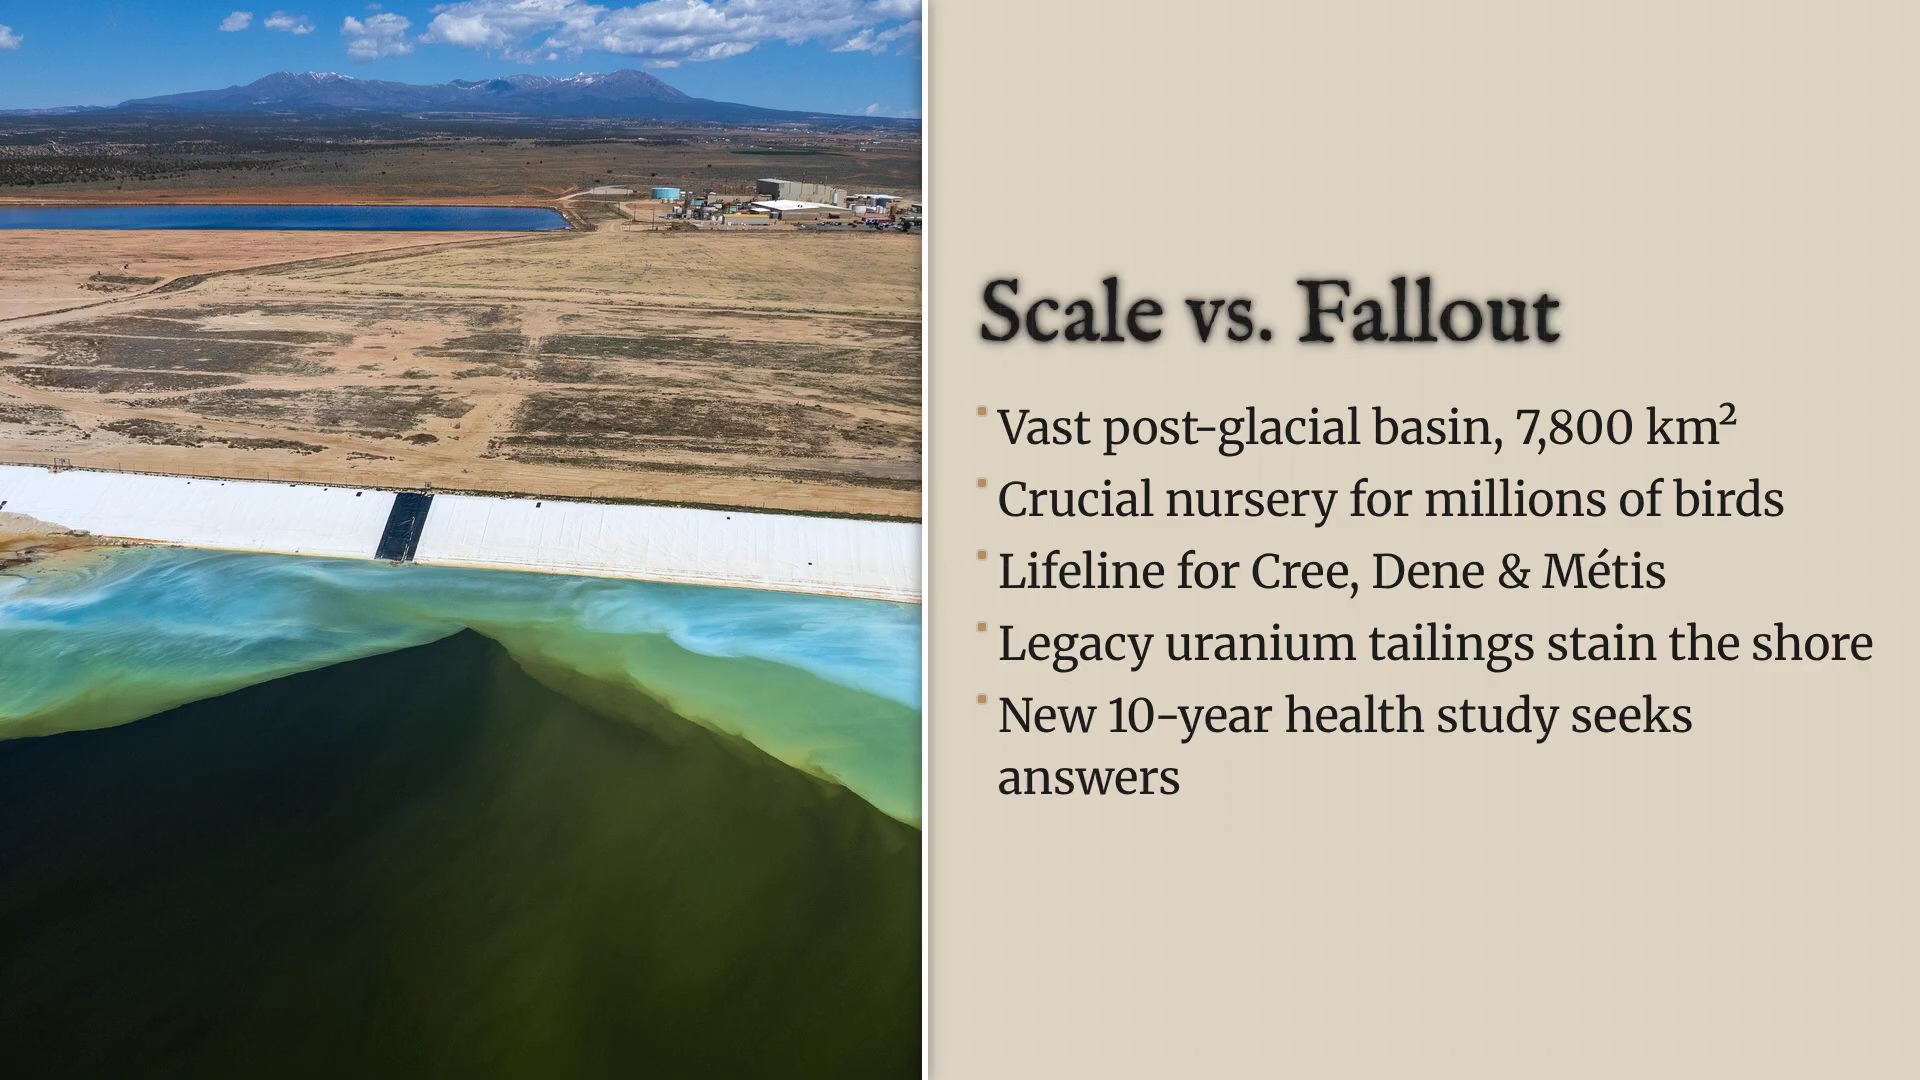 Scale vs. Fallout
Vast post-glacial basin, 7,800 km²
Crucial nursery for millions of birds
Lifeline for Cree, Dene & Métis
Legacy uranium tailings stain the shore
New 10-year health study seeks
answers